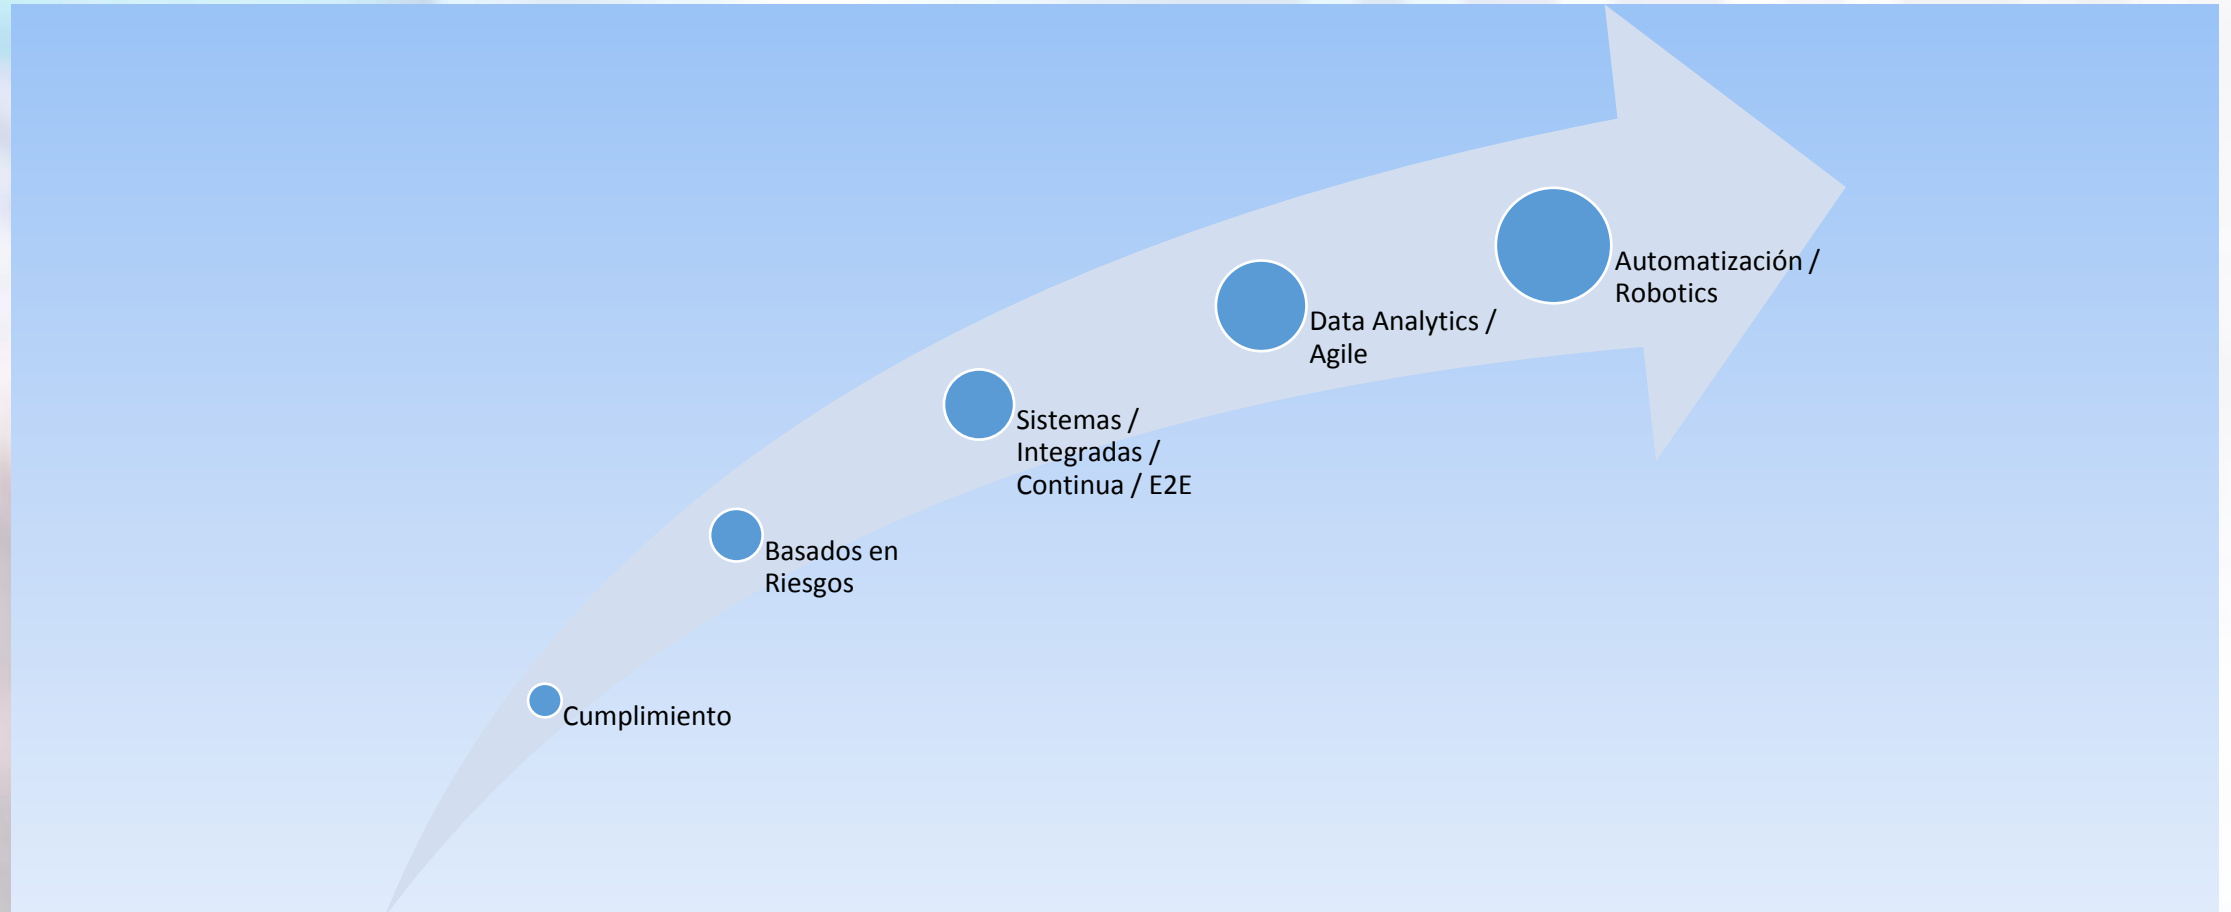 Cumplimiento
Basados en
Riesgos
Sistemas /
Integradas /
Continua / E2E
Data Analytics /
Agile
Automatización /
Robotics